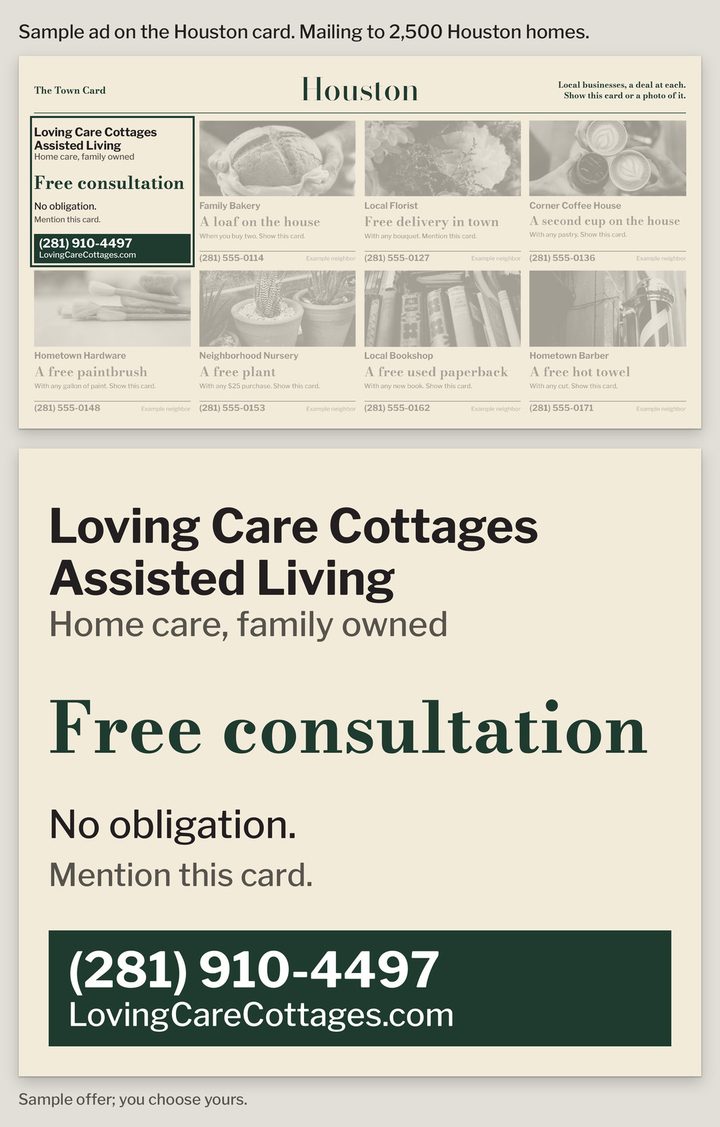 Sample ad on the Houston card. Mailing to 2,500 Houston homes.
The Town Card
Houston
Local businesses, a deal at each.
Show this card or a photo of it.
Loving Care Cottages
Assisted Living
Home care, family owned
Free consultation
No obligation.
Mention this card.
(281) 910-4497
LovingCareCottages.com
Family Bakery
A loaf on the house
When you buy two. Show this card.
(281) 555-0114
Example neighbor
Local Florist
Free delivery in town
With any bouquet. Mention this card.
(281) 555-0127
Example neighbor
Corner Coffee House
A second cup on the house
With any pastry. Show this card.
(281) 555-0136
Example neighbor
Hometown Hardware
A free paintbrush
With any gallon of paint. Show this card.
(281) 555-0148
Example neighbor
Neighborhood Nursery
A free plant
With any $25 purchase. Show this card.
(281) 555-0153
Example neighbor
Local Bookshop
A free used paperback
With any new book. Show this card.
(281) 555-0162
Example neighbor
Hometown Barber
A free hot towel
With any cut. Show this card.
(281) 555-0171
Example neighbor
Loving Care Cottages
Assisted Living
Home care, family owned
Free consultation
No obligation.
Mention this card.
(281) 910-4497
LovingCareCottages.com
Sample offer; you choose yours.